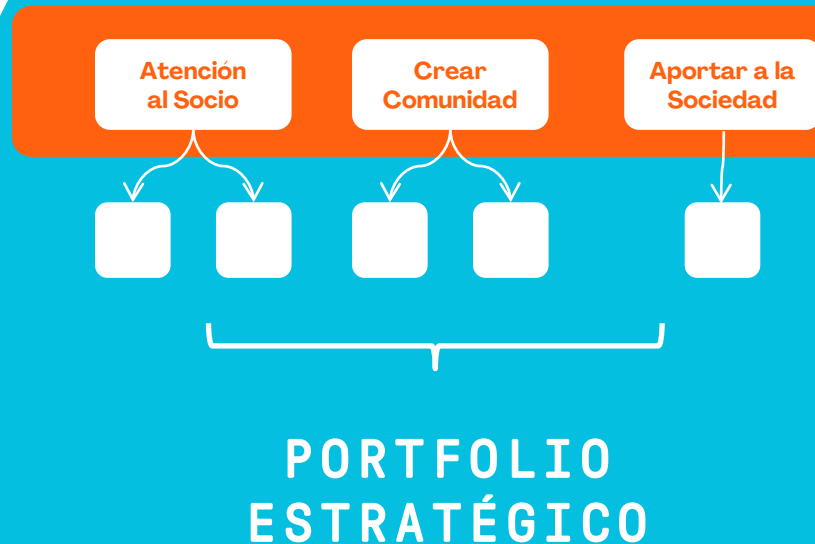 Atención
al Socio
Crear
Comunidad
Aportar a la
Sociedad
PORTFOLIO
ESTRATÉGICO